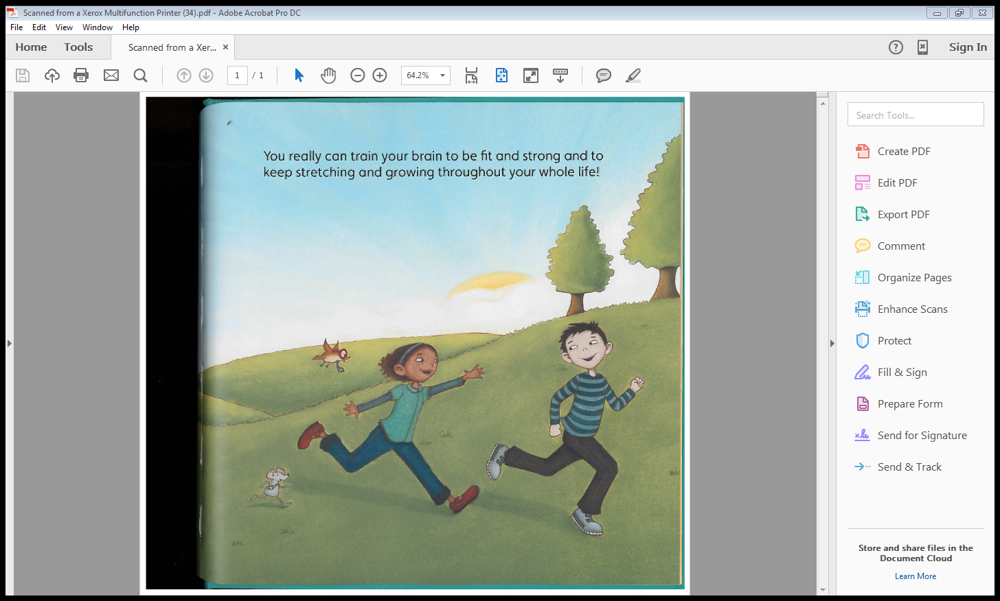 Scanned from a Xerox Multifunction Printer (34).pdf - Adobe Acrobat Pro DC
File Edit View Window Help
Home Tools Scanned from a Xer... × ? Sign In
1 / 1 64.2%
Search Tools...
You really can train your brain to be fit and strong and to
keep stretching and growing throughout your whole life!
Create PDF
Edit PDF
Export PDF
Comment
Organize Pages
Enhance Scans
Protect
Fill & Sign
Prepare Form
Send for Signature
Send & Track
Store and share files in the
Document Cloud
Learn More